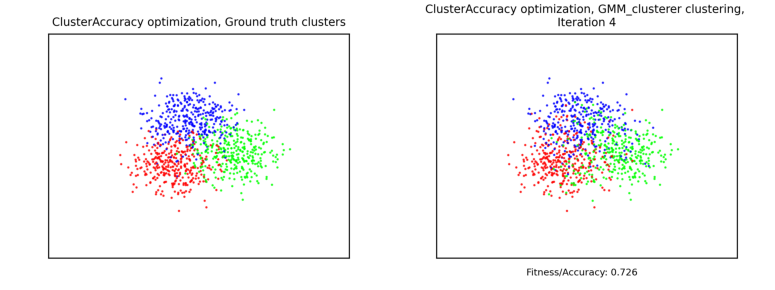 ClusterAccuracy optimization, Ground truth clusters
ClusterAccuracy optimization, GMM_clusterer clustering,
Iteration 4
Fitness/Accuracy: 0.726